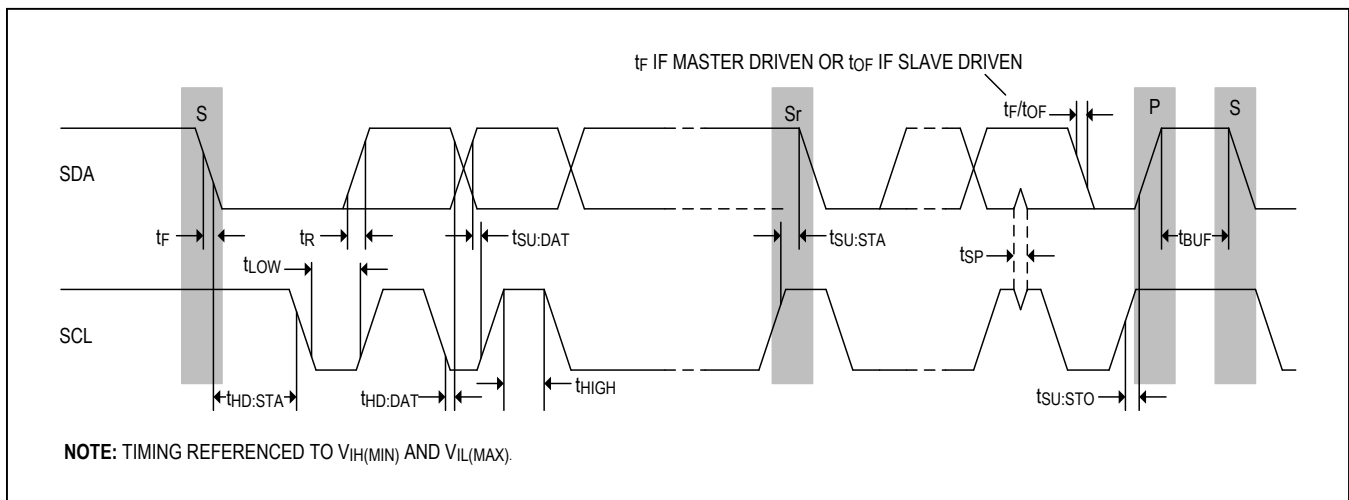 tF IF MASTER DRIVEN OR tOF IF SLAVE DRIVEN
S
Sr
tF/tOF
P
S
SDA
tF
tR
tSU:DAT
tSU:STA
tSP
tBUF
tLOW
SCL
tHD:STA
tHD:DAT
tHIGH
tSU:STO
NOTE: TIMING REFERENCED TO VIH(MIN) AND VIL(MAX).